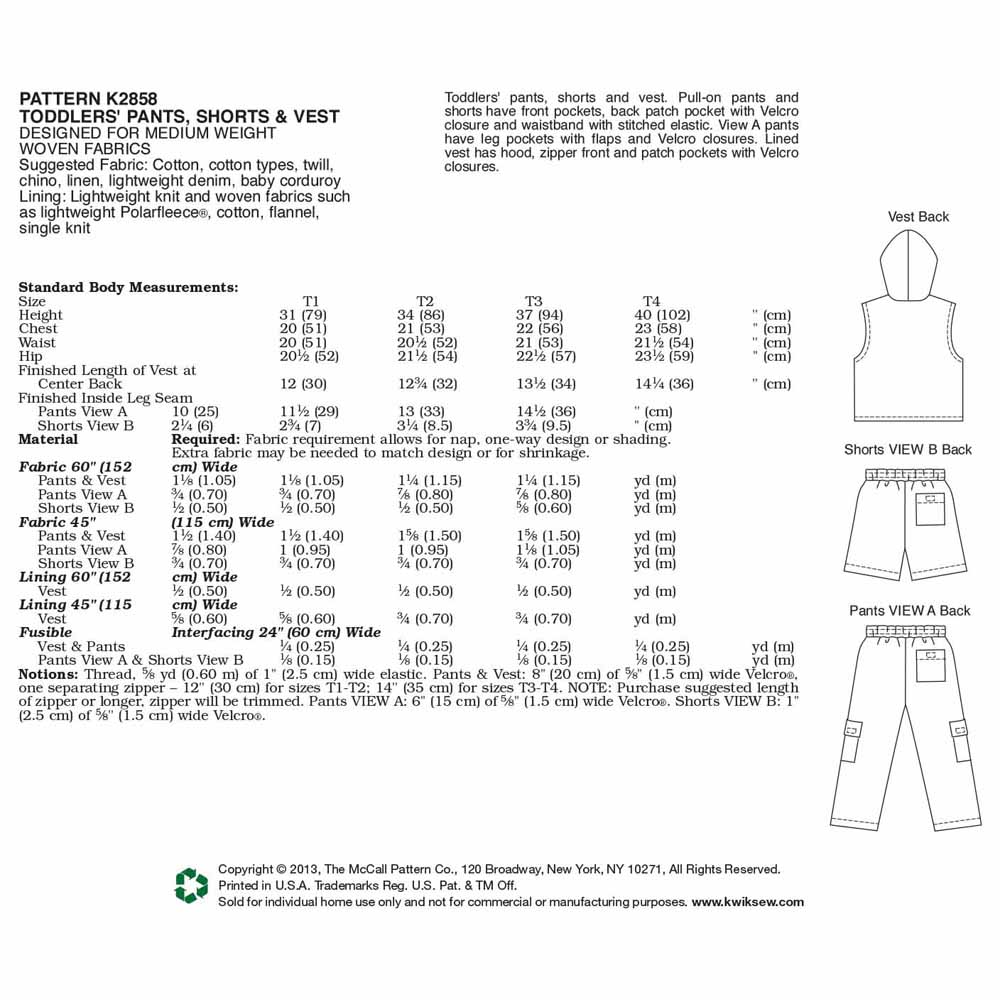 PATTERN K2858
TODDLERS' PANTS, SHORTS & VEST
DESIGNED FOR MEDIUM WEIGHT
WOVEN FABRICS
Suggested Fabric: Cotton, cotton types, twill,
chino, linen, lightweight denim, baby corduroy
Lining: Lightweight knit and woven fabrics such
as lightweight Polarfleece®, cotton, flannel,
single knit
Toddlers' pants, shorts and vest. Pull-on pants and
shorts have front pockets, back patch pocket with Velcro
closure and waistband with stitched elastic. View A pants
have leg pockets with flaps and Velcro closures. Lined
vest has hood, zipper front and patch pockets with Velcro
closures.
Standard Body Measurements:
Size T1 T2 T3 T4
Height 31 (79) 34 (86) 37 (94) 40 (102) " (cm)
Chest 20 (51) 21 (53) 22 (56) 23 (58) " (cm)
Waist 20 (51) 20½ (52) 21 (53) 21½ (54) " (cm)
Hip 20½ (52) 21½ (54) 22½ (57) 23½ (59) " (cm)
Finished Length of Vest at
Center Back 12 (30) 12¾ (32) 13½ (34) 14¼ (36) " (cm)
Finished Inside Leg Seam
Pants View A 10 (25) 11½ (29) 13 (33) 14½ (36) " (cm)
Shorts View B 2¼ (6) 2¾ (7) 3¼ (8.5) 3¾ (9.5) " (cm)
Material Required: Fabric requirement allows for nap, one-way design or shading.
Extra fabric may be needed to match design or for shrinkage.
Fabric 60" (152 cm) Wide
Pants & Vest 1⅛ (1.05) 1⅛ (1.05) 1¼ (1.15) 1¼ (1.15) yd (m)
Pants View A ¾ (0.70) ¾ (0.70) ⅞ (0.80) ⅞ (0.80) yd (m)
Shorts View B ½ (0.50) ½ (0.50) ½ (0.50) ⅝ (0.60) yd (m)
Fabric 45" (115 cm) Wide
Pants & Vest 1½ (1.40) 1½ (1.40) 1⅝ (1.50) 1⅝ (1.50) yd (m)
Pants View A ⅞ (0.80) 1 (0.95) 1 (0.95) 1⅛ (1.05) yd (m)
Shorts View B ¾ (0.70) ¾ (0.70) ¾ (0.70) ¾ (0.70) yd (m)
Lining 60" (152 cm) Wide
Vest ½ (0.50) ½ (0.50) ½ (0.50) ½ (0.50) yd (m)
Lining 45" (115 cm) Wide
Vest ⅝ (0.60) ⅝ (0.60) ¾ (0.70) ¾ (0.70) yd (m)
Fusible Interfacing 24" (60 cm) Wide
Vest & Pants ¼ (0.25) ¼ (0.25) ¼ (0.25) ¼ (0.25) yd (m)
Pants View A & Shorts View B ⅛ (0.15) ⅛ (0.15) ⅛ (0.15) ⅛ (0.15) yd (m)
Notions: Thread, ⅝ yd (0.60 m) of 1" (2.5 cm) wide elastic. Pants & Vest: 8" (20 cm) of ⅝" (1.5 cm) wide Velcro®,
one separating zipper – 12" (30 cm) for sizes T1-T2; 14" (35 cm) for sizes T3-T4. NOTE: Purchase suggested length
of zipper or longer, zipper will be trimmed. Pants VIEW A: 6" (15 cm) of ⅝" (1.5 cm) wide Velcro®. Shorts VIEW B: 1"
(2.5 cm) of ⅝" (1.5 cm) wide Velcro®.
Vest Back
Shorts VIEW B Back
Pants VIEW A Back
Copyright © 2013, The McCall Pattern Co., 120 Broadway, New York, NY 10271, All Rights Reserved.
Printed in U.S.A. Trademarks Reg. U.S. Pat. & TM Off.
Sold for individual home use only and not for commercial or manufacturing purposes. www.kwiksew.com